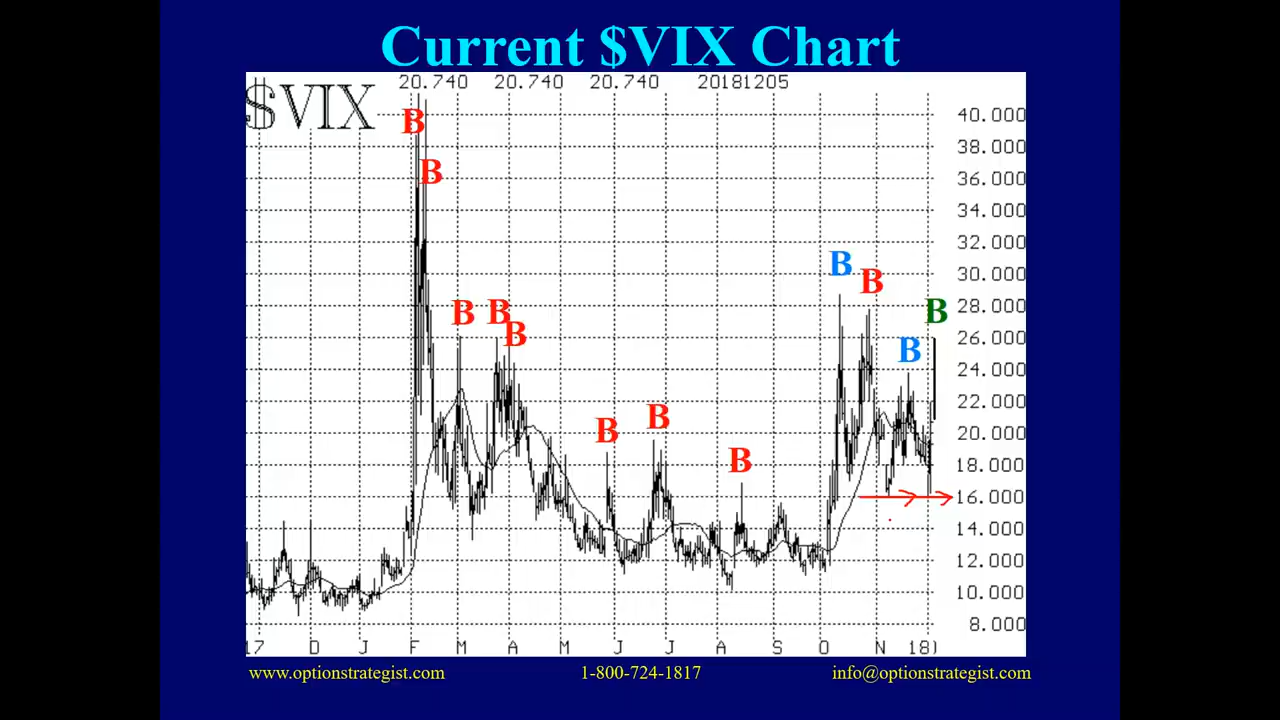 Current $VIX Chart
20.740 20.740 20.740 20181205
$VIX
40.000
38.000
36.000
34.000
32.000
30.000
28.000
26.000
24.000
22.000
20.000
18.000
16.000
14.000
12.000
10.000
8.000
B
B
B
B
B
B
B
B
B
B
B
B
17 D J F M A M J J A S O N 18)
www.optionstrategist.com 1-800-724-1817 info@optionstrategist.com